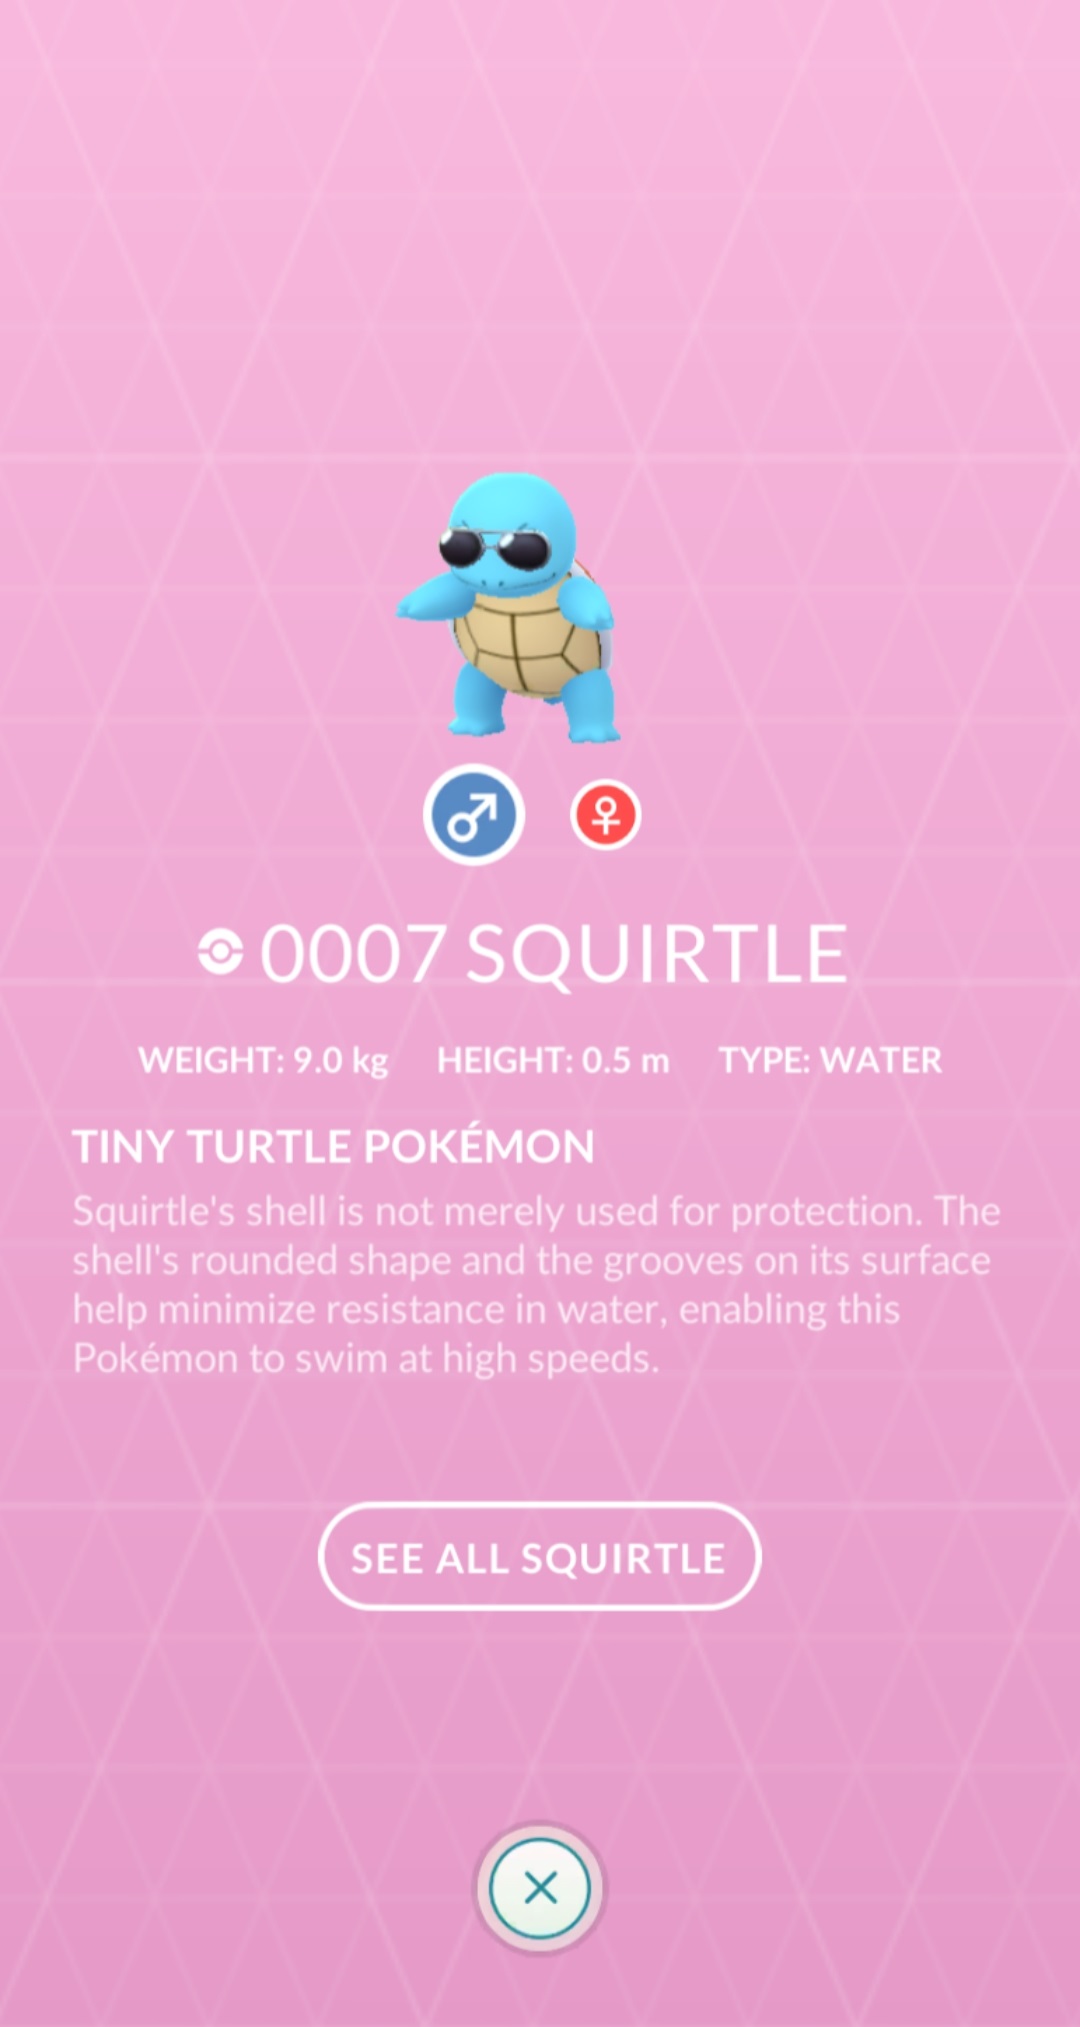 0007 SQUIRTLE
WEIGHT: 9.0 kg HEIGHT: 0.5 m TYPE: WATER
TINY TURTLE POKÉMON
Squirtle's shell is not merely used for protection. The
shell's rounded shape and the grooves on its surface
help minimize resistance in water, enabling this
Pokémon to swim at high speeds.
SEE ALL SQUIRTLE